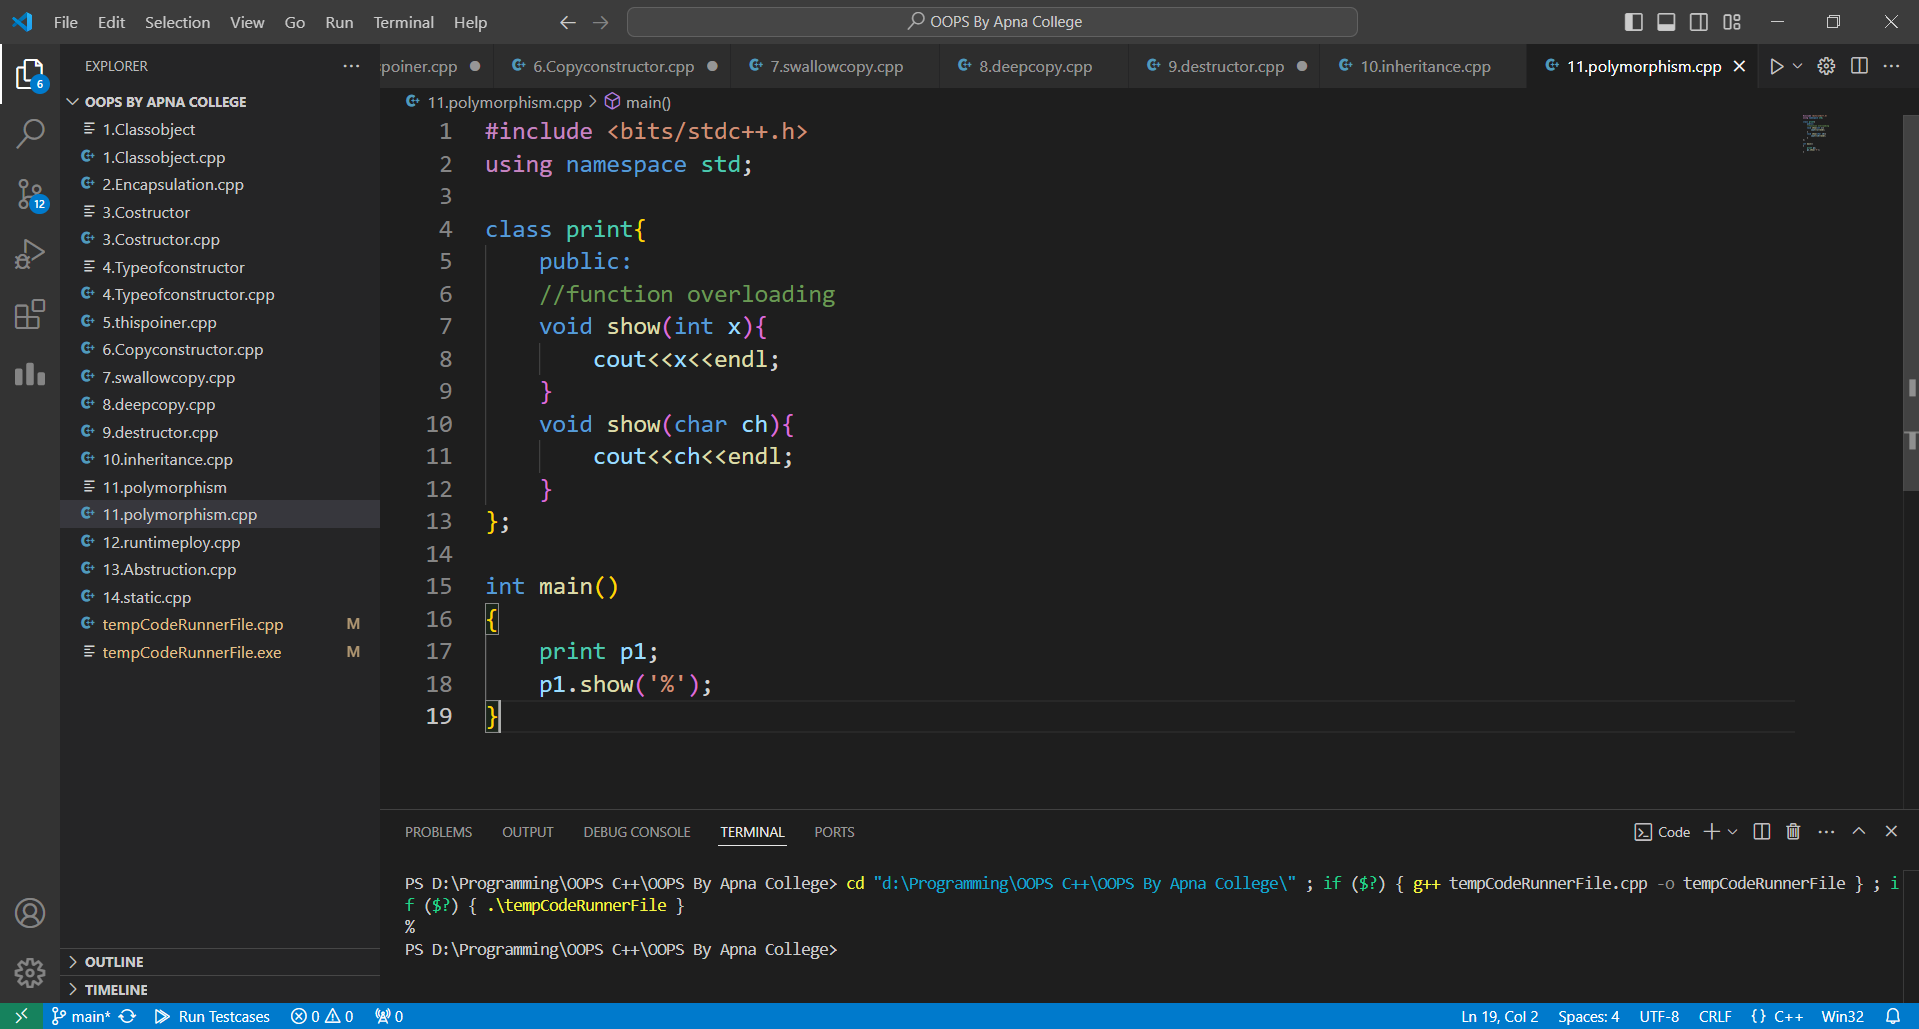 File Edit Selection View Go Run Terminal Help OOPS By Apna College
EXPLORER
OOPS BY APNA COLLEGE
1.Classobject
1.Classobject.cpp
2.Encapsulation.cpp
3.Costructor
3.Costructor.cpp
4.Typeofconstructor
4.Typeofconstructor.cpp
5.thispoiner.cpp
6.Copyconstructor.cpp
7.swallowcopy.cpp
8.deepcopy.cpp
9.destructor.cpp
10.inheritance.cpp
11.polymorphism
11.polymorphism.cpp
12.runtimeploy.cpp
13.Abstruction.cpp
14.static.cpp
tempCodeRunnerFile.cpp M
tempCodeRunnerFile.exe M
OUTLINE
TIMELINE
6
12
poiner.cpp 6.Copyconstructor.cpp 7.swallowcopy.cpp 8.deepcopy.cpp 9.destructor.cpp 10.inheritance.cpp 11.polymorphism.cpp
11.polymorphism.cpp > main()
1 #include <bits/stdc++.h>
2 using namespace std;
3
4 class print{
5 public:
6 //function overloading
7 void show(int x){
8 cout<<x<<endl;
9 }
10 void show(char ch){
11 cout<<ch<<endl;
12 }
13 };
14
15 int main()
16 {
17 print p1;
18 p1.show('%');
19 }
PROBLEMS OUTPUT DEBUG CONSOLE TERMINAL PORTS Code
PS D:\Programming\OOPS C++\OOPS By Apna College> cd "d:\Programming\OOPS C++\OOPS By Apna College\" ; if ($?) { g++ tempCodeRunnerFile.cpp -o tempCodeRunnerFile } ; i
f ($?) { .\tempCodeRunnerFile }
%
PS D:\Programming\OOPS C++\OOPS By Apna College>
main* Run Testcases 0 0 0 Ln 19, Col 2 Spaces: 4 UTF-8 CRLF {} C++ Win32